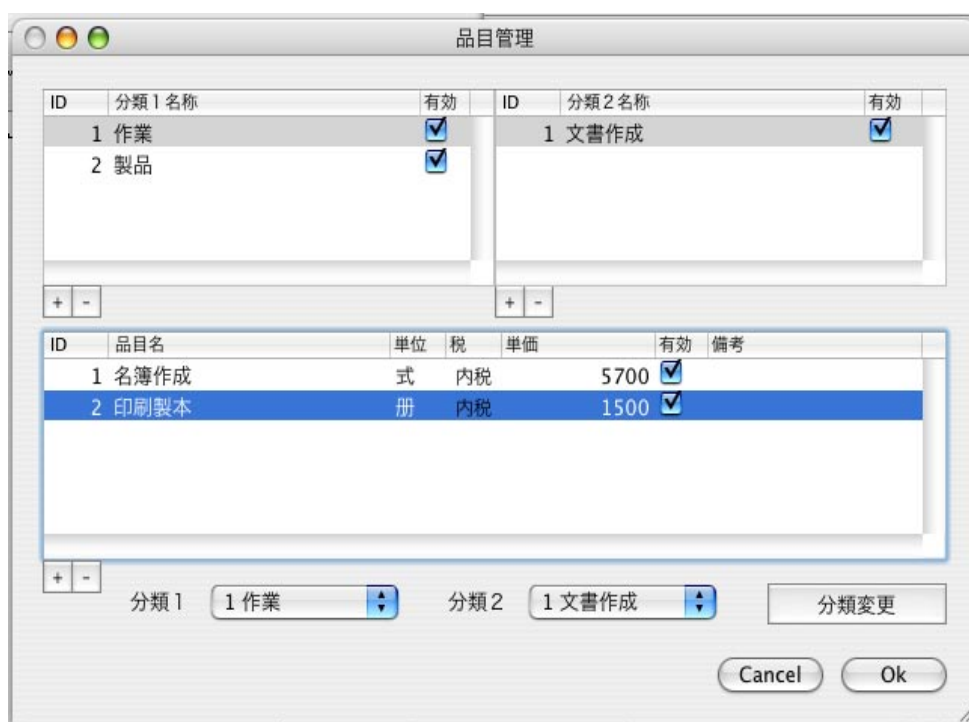 品目管理
ID 分類1名称 有効 ID 分類2名称 有効
1 作業 1 文書作成
2 製品
+ - + -
ID 品目名 単位 税 単価 有効 備考
1 名簿作成 式 内税 5700
2 印刷製本 册 内税 1500
+ -
分類1 1 作業 分類2 1 文書作成 分類変更
Cancel Ok